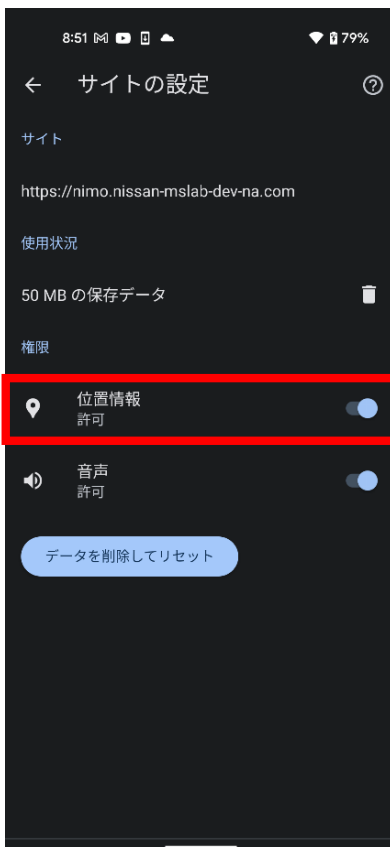 8:51 79%
サイトの設定
サイト
https://nimo.nissan-mslab-dev-na.com
使用状況
50 MB の保存データ
権限
位置情報
許可
音声
許可
データを削除してリセット